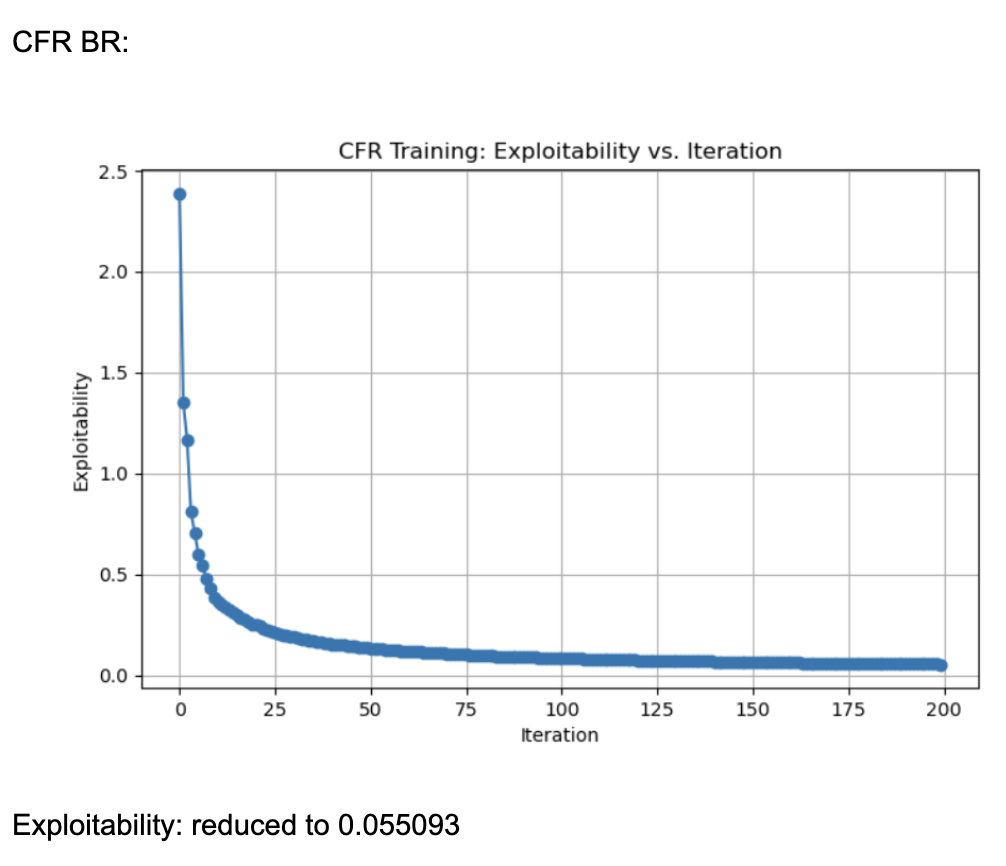 CFR BR:
CFR Training: Exploitability vs. Iteration
2.5
2.0
1.5
1.0
0.5
0.0
Exploitability
0 25 50 75 100 125 150 175 200
Iteration
Exploitability: reduced to 0.055093